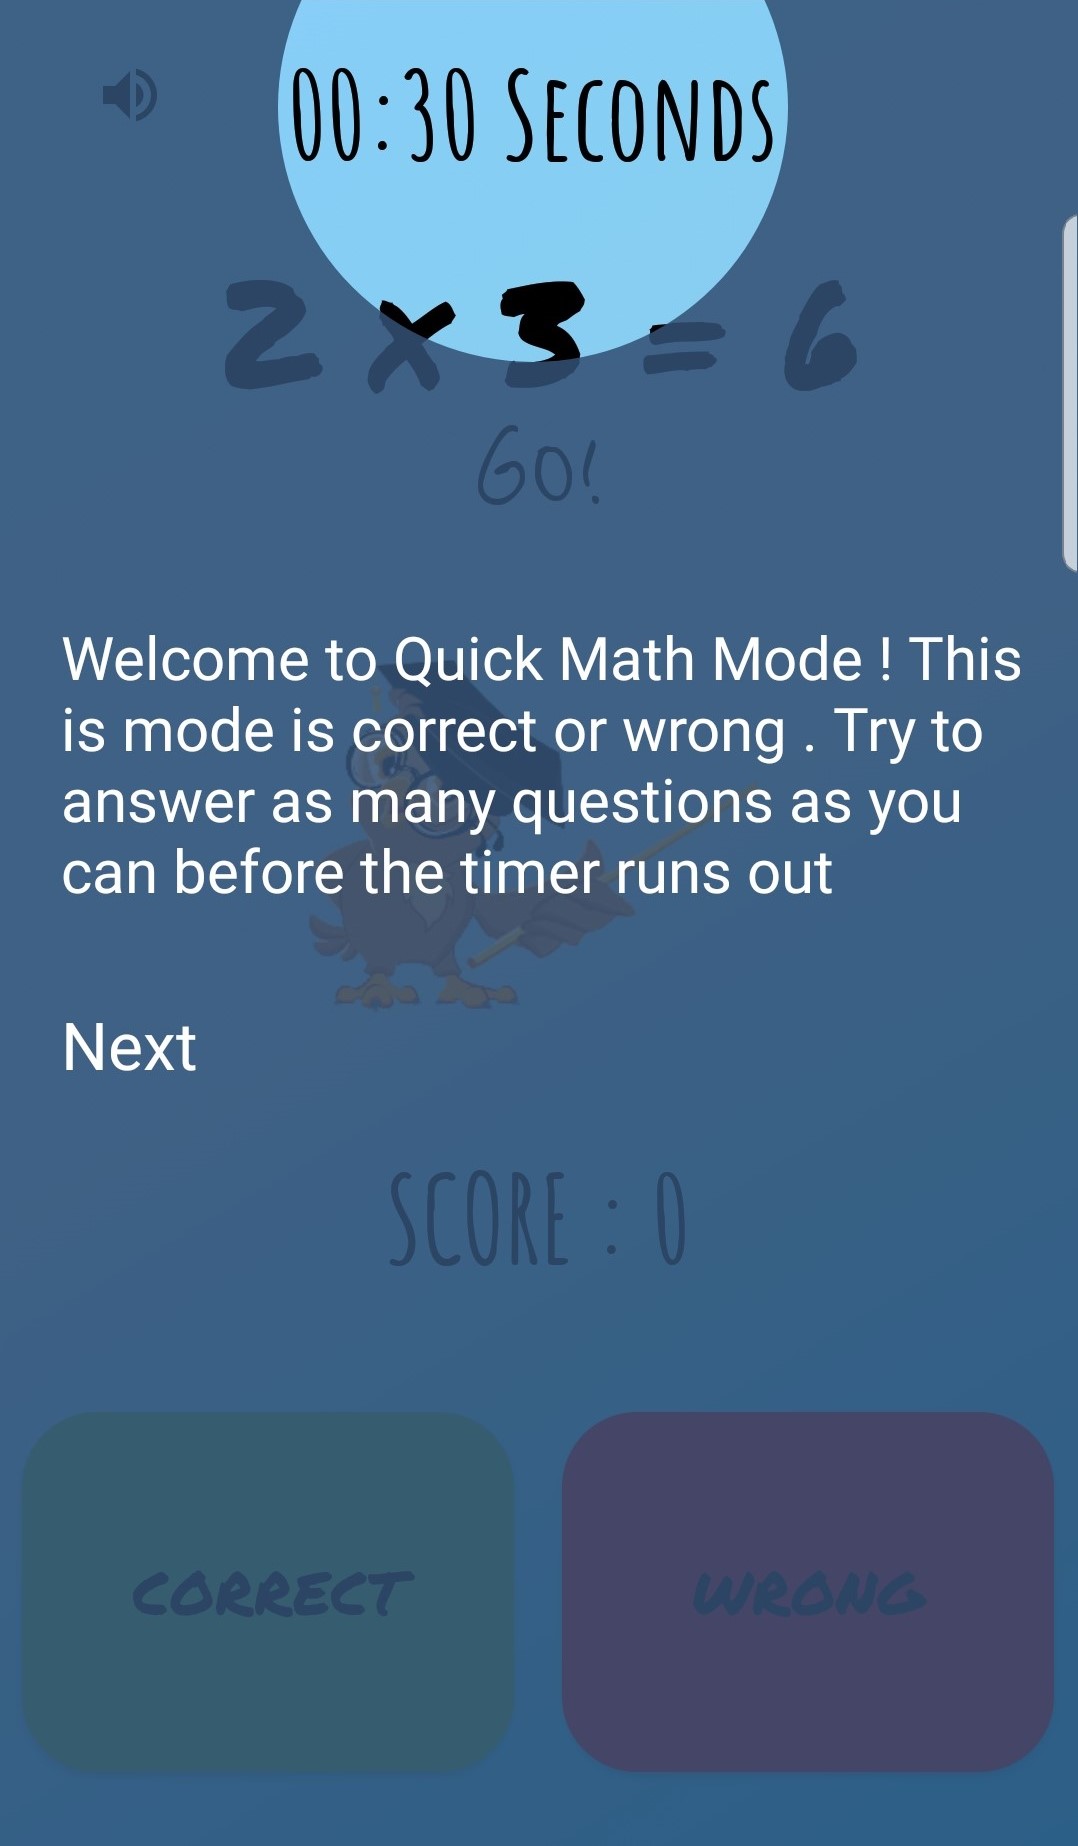 00:30 Seconds
2 x 3 = 6
Go!
Welcome to Quick Math Mode ! This
is mode is correct or wrong . Try to
answer as many questions as you
can before the timer runs out
Next
SCORE : 0
CORRECT
WRONG